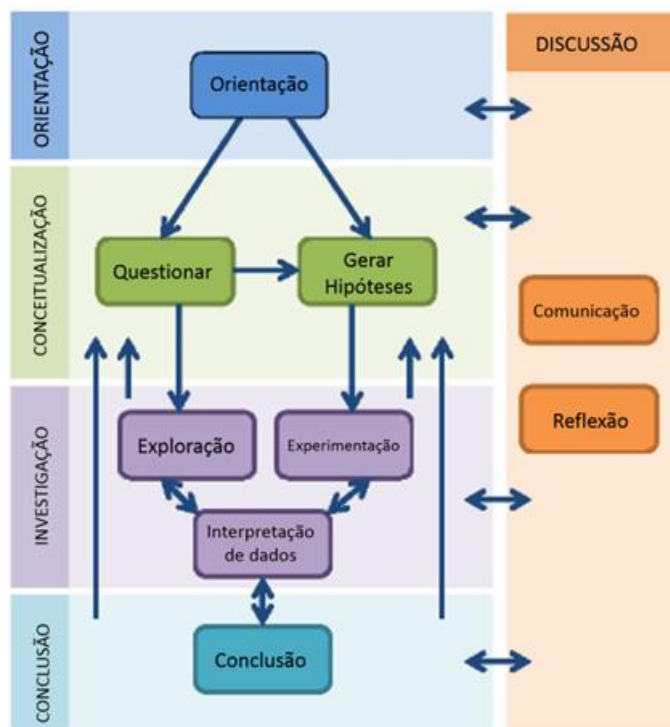 ORIENTAÇÃO
Orientação
CONCEITUALIZAÇÃO
Questionar
Gerar
Hipóteses
INVESTIGAÇÃO
Exploração
Experimentação
Interpretação
de dados
CONCLUSÃO
Conclusão
DISCUSSÃO
Comunicação
Reflexão